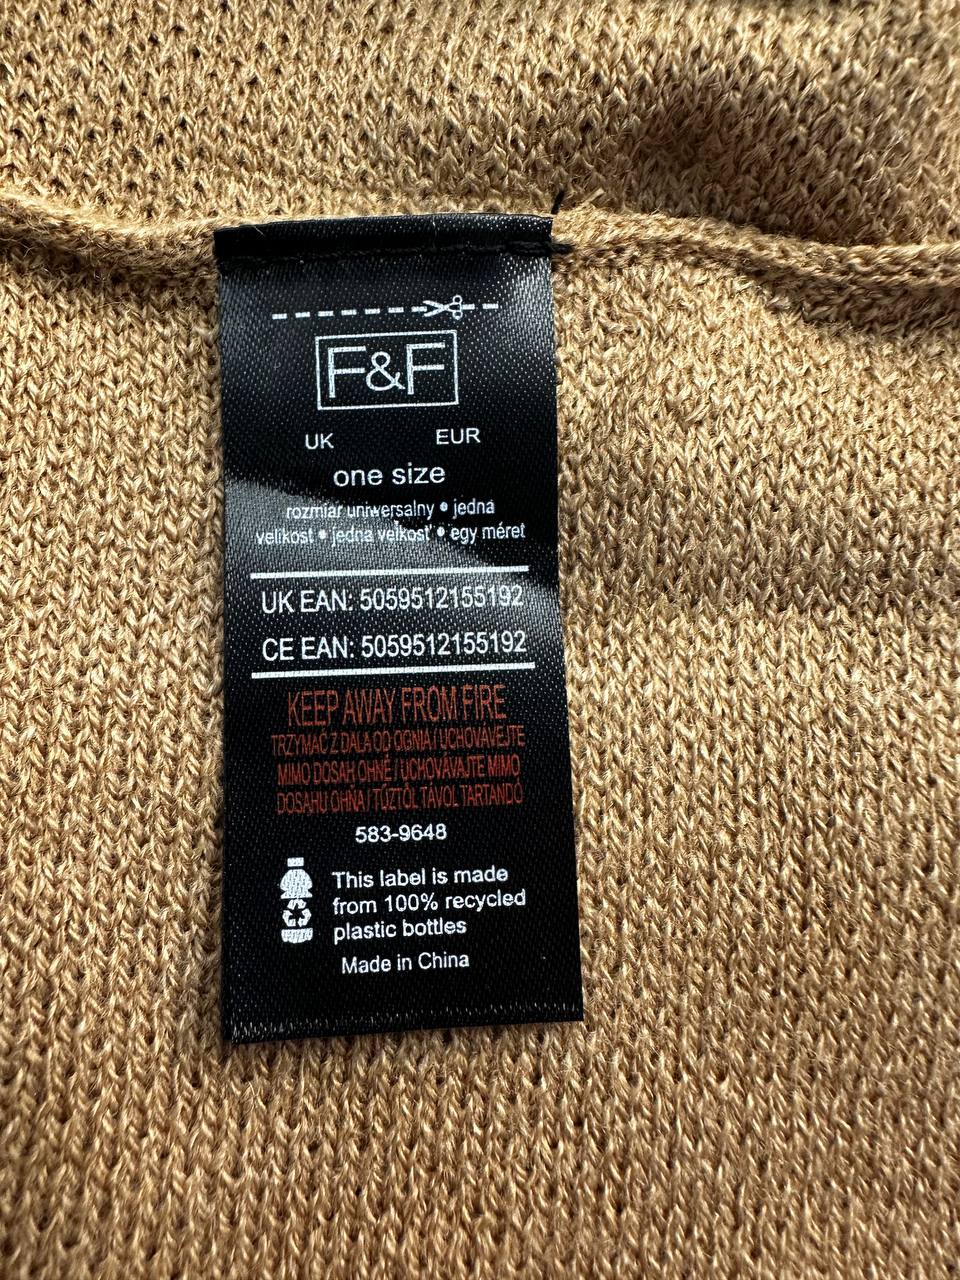 F&F
UK EUR
one size
rozmiar uniwersalny • jedna
velikost • jedna veľkosť • egy méret
UK EAN: 5059512155192
CE EAN: 5059512155192
KEEP AWAY FROM FIRE
TRZYMAĆ Z DALA OD OGNIA / UCHOVÁVEJTE
MIMO DOSAH OHNĚ / UCHOVÁVAJTE MIMO
DOSAHU OHŇA / TŰZTŐL TÁVOL TARTANDÓ
583-9648
This label is made
from 100% recycled
plastic bottles
Made in China